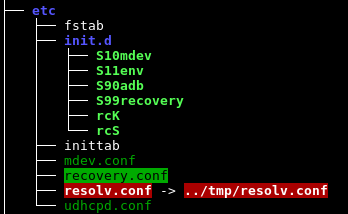 etc
fstab
init.d
S10mdev
S11env
S90adb
S99recovery
rcK
rcS
inittab
mdev.conf
recovery.conf
resolv.conf -> ../tmp/resolv.conf
udhcpd.conf